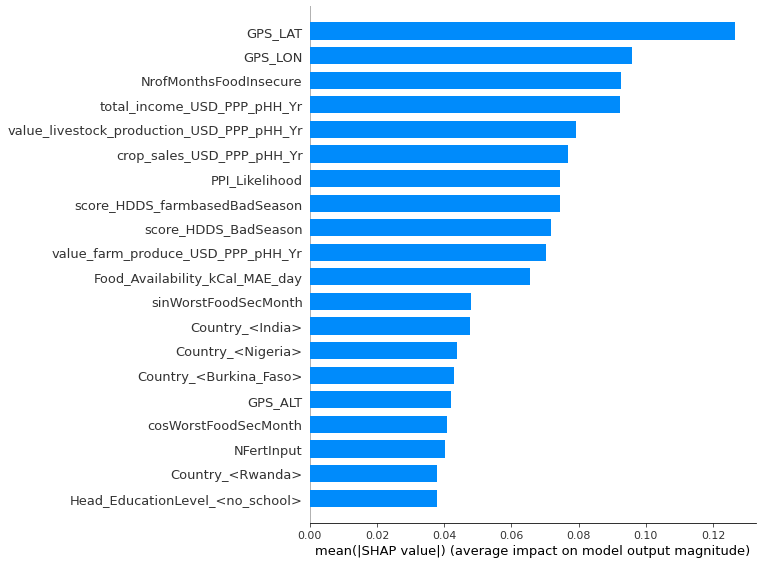 GPS_LAT
GPS_LON
NrofMonthsFoodInsecure
total_income_USD_PPP_pHH_Yr
value_livestock_production_USD_PPP_pHH_Yr
crop_sales_USD_PPP_pHH_Yr
PPI_Likelihood
score_HDDS_farmbasedBadSeason
score_HDDS_BadSeason
value_farm_produce_USD_PPP_pHH_Yr
Food_Availability_kCal_MAE_day
sinWorstFoodSecMonth
Country_<India>
Country_<Nigeria>
Country_<Burkina_Faso>
GPS_ALT
cosWorstFoodSecMonth
NFertInput
Country_<Rwanda>
Head_EducationLevel_<no_school>
0.00 0.02 0.04 0.06 0.08 0.10 0.12
mean(|SHAP value|) (average impact on model output magnitude)